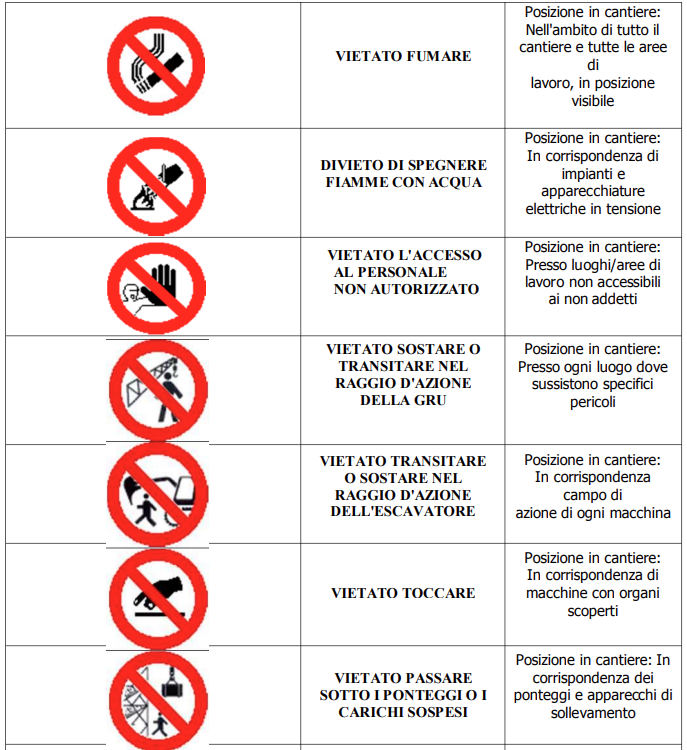 VIETATO FUMARE
Posizione in cantiere:
Nell'ambito di tutto il
cantiere e tutte le aree
di
lavoro, in posizione
visibile
DIVIETO DI SPEGNERE
FIAMME CON ACQUA
Posizione in cantiere:
In corrispondenza di
impianti e
apparecchiature
elettriche in tensione
VIETATO L'ACCESSO
AL PERSONALE
NON AUTORIZZATO
Posizione in cantiere:
Presso luoghi/aree di
lavoro non accessibili
ai non addetti
VIETATO SOSTARE O
TRANSITARE NEL
RAGGIO D'AZIONE
DELLA GRU
Posizione in cantiere:
Presso ogni luogo dove
sussistono specifici
pericoli
VIETATO TRANSITARE
O SOSTARE NEL
RAGGIO D'AZIONE
DELL'ESCAVATORE
Posizione in cantiere:
In corrispondenza
campo di
azione di ogni macchina
VIETATO TOCCARE
Posizione in cantiere:
In corrispondenza di
macchine con organi
scoperti
VIETATO PASSARE
SOTTO I PONTEGGI O I
CARICHI SOSPESI
Posizione in cantiere: In
corrispondenza dei
ponteggi e apparecchi di
sollevamento